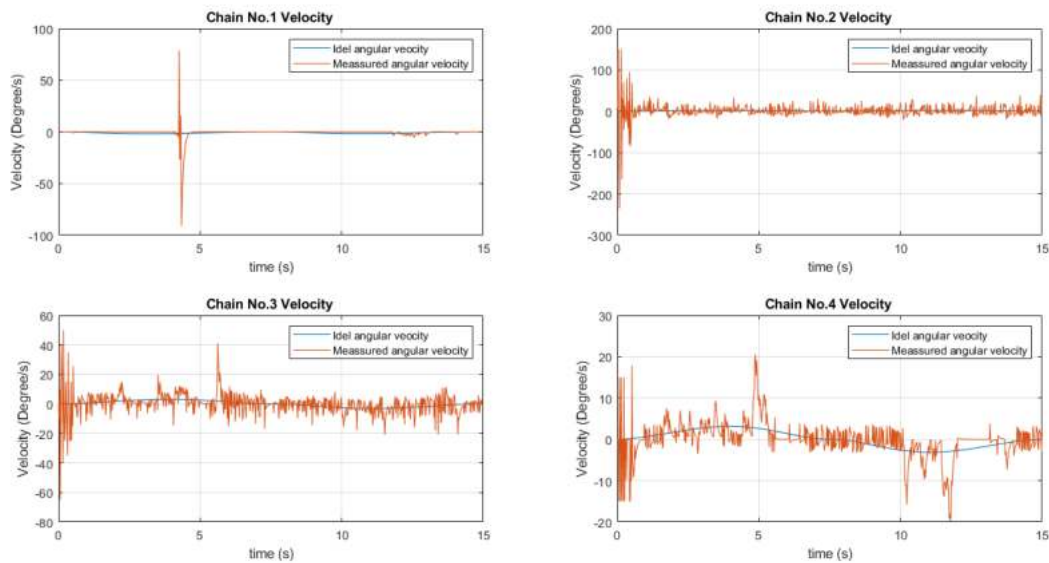 Chain No.1 Velocity
Idel angular veocity
Meassured angular velocity
Velocity (Degree/s)
100
50
0
-50
-100
0
5
10
15
time (s)
Chain No.2 Velocity
Idel angular veocity
Meassured angular velocity
Velocity (Degree/s)
200
100
0
-100
-200
-300
0
5
10
15
time (s)
Chain No.3 Velocity
Idel angular veocity
Meassured angular velocity
Velocity (Degree/s)
60
40
20
0
-20
-40
-60
-80
0
5
10
15
time (s)
Chain No.4 Velocity
Idel angular veocity
Meassured angular velocity
Velocity (Degree/s)
30
20
10
0
-10
-20
0
5
10
15
time (s)